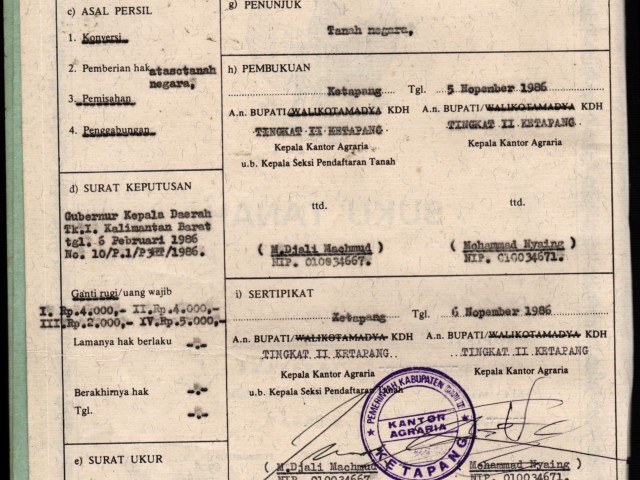 c) ASAL PERSIL
1. Konversi
2. Pemberian hak atas tanah
negara,
3. Pemisahan
4. Penggabungan
d) SURAT KEPUTUSAN
Gubernur Kepala Daerah
Tk.I. Kalimantan Barat
tgl. 6 Pebruari 1986
No. 10/P.1/
/1986.
Ganti rugi/uang wajib
I. Rp.4.000,- II.Rp.4.000,-
III.Rp.2.000,- XV.Rp.5.000,-
Lamanya hak berlaku -.-
Berakhirnya hak -.-
Tgl. -.-
e) SURAT UKUR
g) PENUNJUK
Tanah negara,
h) PEMBUKUAN
Ketapang Tgl. 5 Nopember 1986
A.n. BUPATI/WALIKOTAMADYA KDH
TINGKAT II KETAPANG
Kepala Kantor Agraria
u.b. Kepala Seksi Pendaftaran Tanah
ttd.
( M.Djali Machmud )
NIP. 010034667.
A.n. BUPATI/WALIKOTAMADYA KDH
TINGKAT II KETAPANG
Kepala Kantor Agraria
ttd.
( Mohammad Nyaing )
NIP. 010034671.
i) SERTIPIKAT
Ketapang Tgl. 6 Nopember 1986
A.n. BUPATI/WALIKOTAMADYA KDH
TINGKAT II KETAPANG
Kepala Kantor Agraria
u.b. Kepala Seksi Pendaftaran Tanah
( M.Djali Machmud
NIP. 010034667
A.n. BUPATI/WALIKOTAMADYA KDH
TINGKAT II KETAPANG
Kepala Kantor Agraria
( Mohammad Nyaing )
NIP. 010034671.
PEMERINTAH KABUPATEN DATI II
KANTOR
AGRARIA
KETAPANG